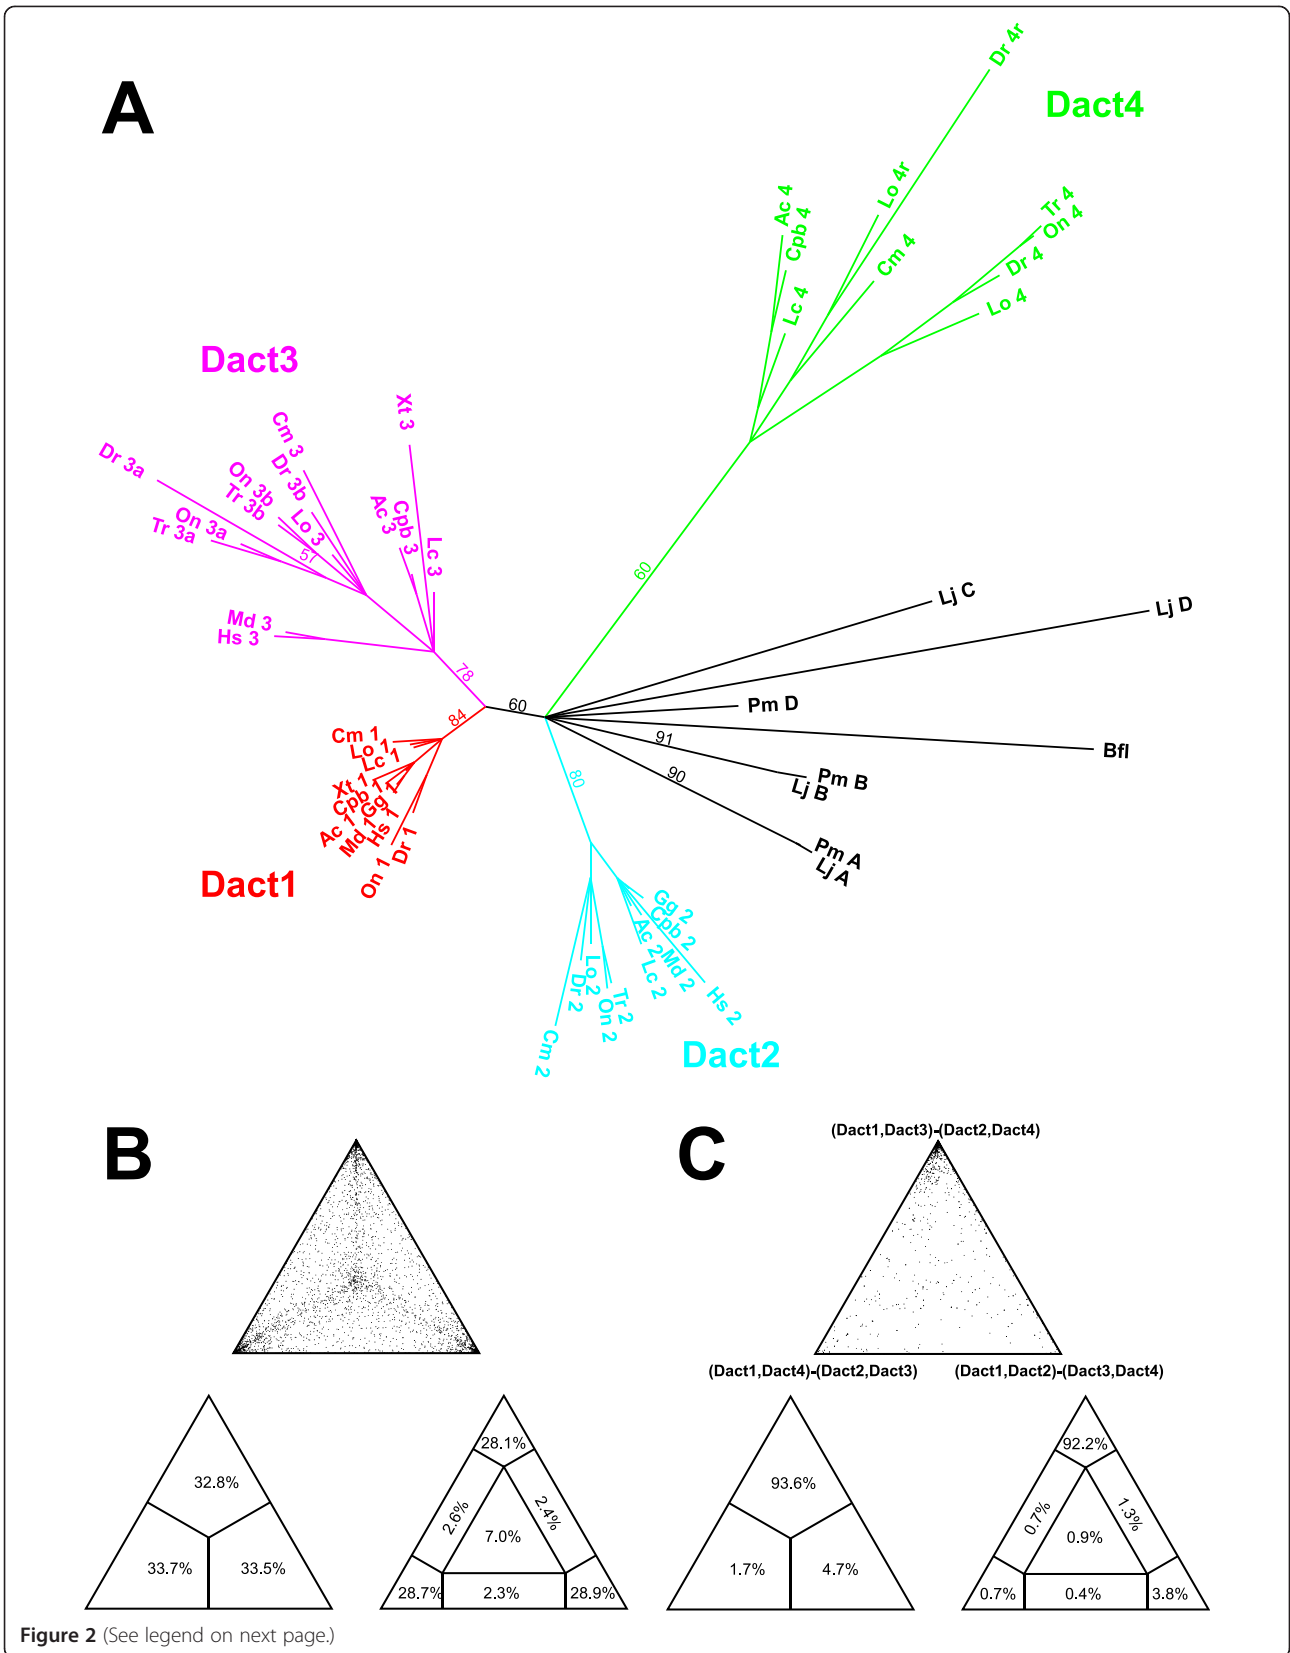 A
Dact4
Dr 4r
Lo 4r
Ac 4
Cpb 4
Lc 4
Cm 4
Tr 4
On 4
Dr 4
Lo 4
Dact3
Xt 3
Cm 3
Dr 3b
Dr 3a
On 3b
Tr 3b
Lo 3
On 3a
Tr 3a
57
Ac 3
Cpb 3
Lc 3
Md 3
Hs 3
78
60
60
84
Lj C
Lj D
Pm D
Bfl
91
Pm B
Lj B
90
Pm A
Lj A
80
Cm 1
Lo 1
Lc 1
Xt 1
Cpb 1
Gg 1
Ac 1
Md 1
Hs 1
Dr 1
On 1
Dact1
Gg 2
Cpb 2
Ac 2
Md 2
Lc 2
Hs 2
Lo 2
Dr 2
Tr 2
On 2
Cm 2
Dact2
B
32.8%
33.7%
33.5%
28.1%
2.6%
2.4%
7.0%
28.7%
2.3%
28.9%
C
(Dact1,Dact3)-(Dact2,Dact4)
(Dact1,Dact4)-(Dact2,Dact3)
(Dact1,Dact2)-(Dact3,Dact4)
93.6%
1.7%
4.7%
92.2%
0.7%
1.3%
0.9%
0.7%
0.4%
3.8%
Figure 2 (See legend on next page.)